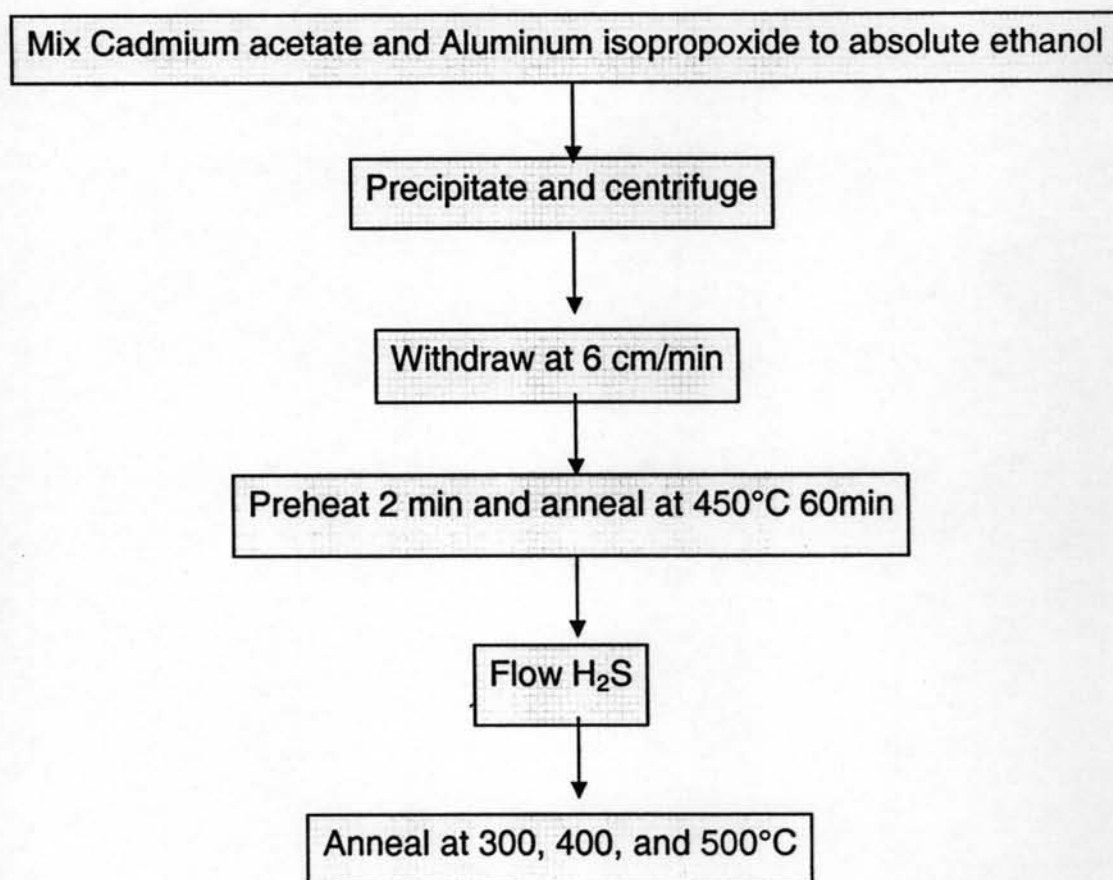 Mix Cadmium acetate and Aluminum isopropoxide to absolute ethanol
Precipitate and centrifuge
Withdraw at 6 cm/min
Preheat 2 min and anneal at 450°C 60min
Flow H₂S
Anneal at 300, 400, and 500°C